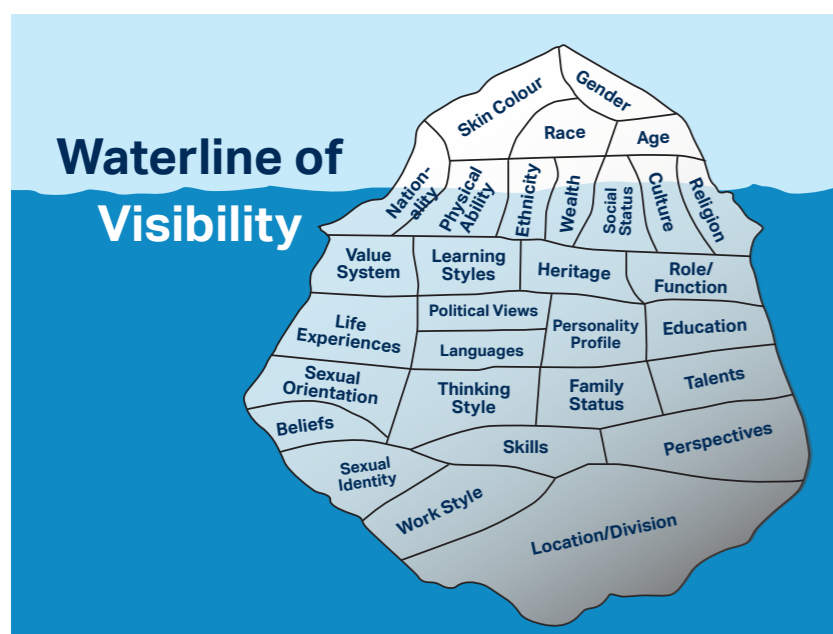 Waterline of
Visibility
Skin Colour
Gender
Race
Age
Nation-
ality
Physical
Ability
Ethnicity
Wealth
Social
Status
Culture
Religion
Value
System
Learning
Styles
Heritage
Role/
Function
Life
Experiences
Political Views
Languages
Personality
Profile
Education
Sexual
Orientation
Thinking
Style
Family
Status
Talents
Beliefs
Skills
Perspectives
Sexual
Identity
Work Style
Location/Division